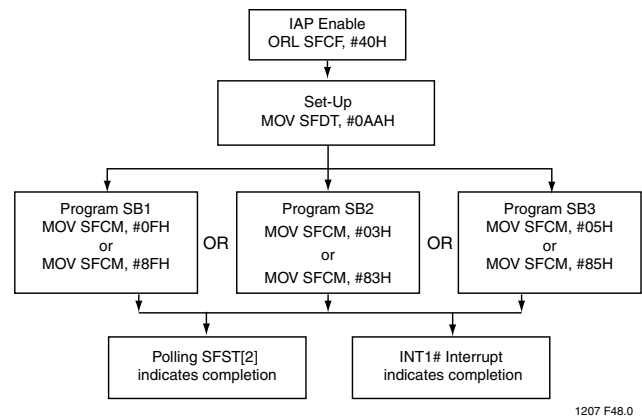 IAP Enable
ORL SFCF, #40H
Set-Up
MOV SFDT, #0AAH
Program SB1
MOV SFCM, #0FH
or
MOV SFCM, #8FH
OR
Program SB2
MOV SFCM, #03H
or
MOV SFCM, #83H
OR
Program SB3
MOV SFCM, #05H
or
MOV SFCM, #85H
Polling SFST[2]
indicates completion
INT1# Interrupt
indicates completion
1207 F48.0